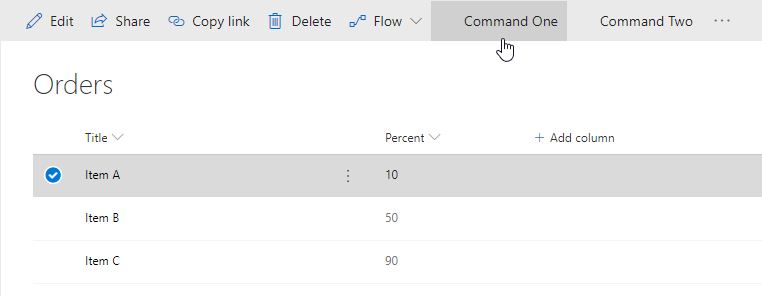 Edit Share Copy link Delete Flow Command One Command Two ...
Orders
Title Percent + Add column
Item A 10
Item B 50
Item C 90